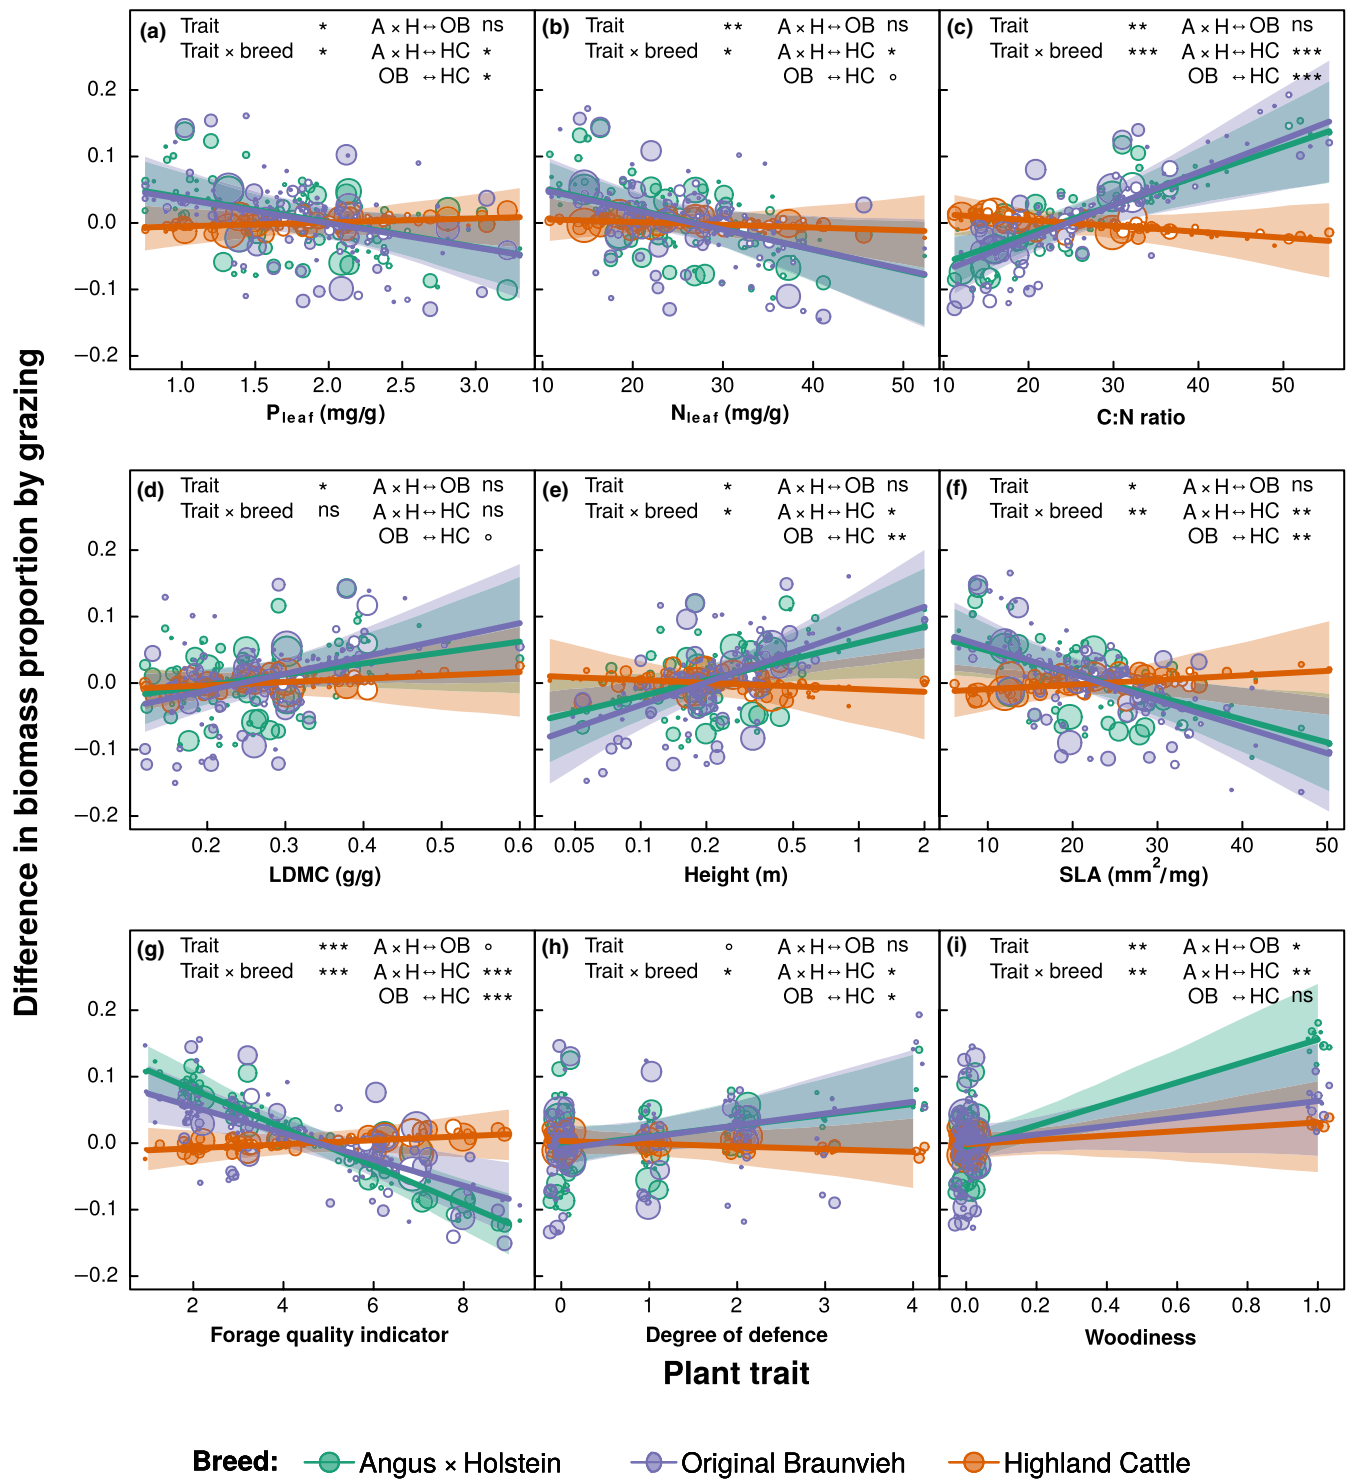 Difference in biomass proportion by grazing
(a) Trait * A × H ↔ OB ns
Trait × breed * A × H ↔ HC *
OB ↔ HC *
(b) Trait ** A × H ↔ OB ns
Trait × breed * A × H ↔ HC *
OB ↔ HC °
(c) Trait ** A × H ↔ OB ns
Trait × breed *** A × H ↔ HC ***
OB ↔ HC ***
0.2
0.1
0.0
−0.1
−0.2
1.0 1.5 2.0 2.5 3.0
10 20 30 40 50
10 20 30 40 50
P leaf (mg/g)
N leaf (mg/g)
C:N ratio
(d) Trait * A × H ↔ OB ns
Trait × breed ns A × H ↔ HC ns
OB ↔ HC °
(e) Trait * A × H ↔ OB ns
Trait × breed * A × H ↔ HC *
OB ↔ HC **
(f) Trait * A × H ↔ OB ns
Trait × breed ** A × H ↔ HC **
OB ↔ HC **
0.2
0.1
0.0
−0.1
−0.2
0.2 0.3 0.4 0.5 0.6
0.05 0.1 0.2 0.5 1 2
10 20 30 40 50
LDMC (g/g)
Height (m)
SLA (mm²/mg)
(g) Trait *** A × H ↔ OB °
Trait × breed *** A × H ↔ HC ***
OB ↔ HC ***
(h) Trait ° A × H ↔ OB ns
Trait × breed * A × H ↔ HC *
OB ↔ HC *
(i) Trait ** A × H ↔ OB *
Trait × breed ** A × H ↔ HC **
OB ↔ HC ns
0.2
0.1
0.0
−0.1
−0.2
2 4 6 8
0 1 2 3 4
0.0 0.2 0.4 0.6 0.8 1.0
Forage quality indicator
Degree of defence
Woodiness
Plant trait
Breed: Angus × Holstein Original Braunvieh Highland Cattle